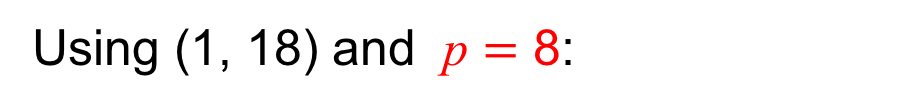 Using (1, 18) and p = 8: